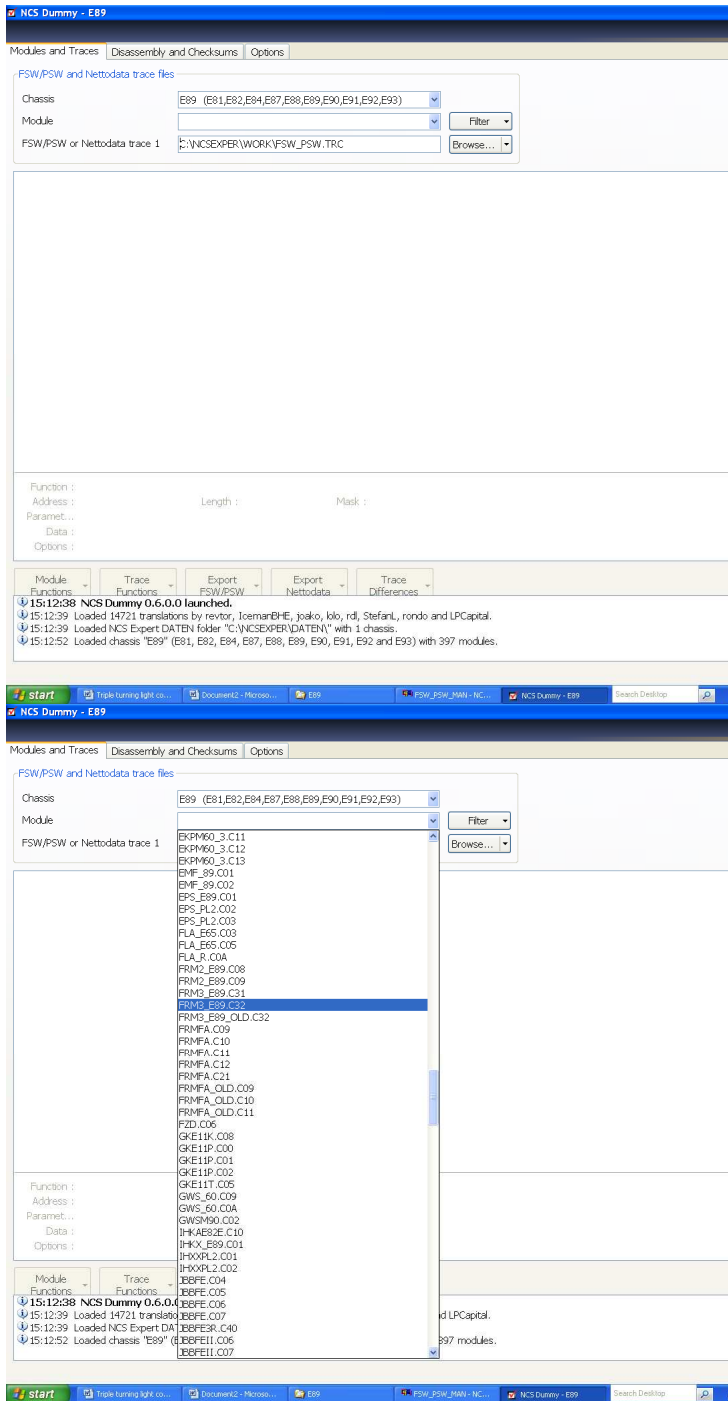 NCS Dummy - E89
Modules and Traces Disassembly and Checksums Options
FSW/PSW and Nettodata trace files
Chassis E89 (E81,E82,E84,E87,E88,E89,E90,E91,E92,E93)
Module Filter
FSW/PSW or Nettodata trace 1 C:\NCSEXPER\WORK\FSW_PSW.TRC Browse...
Function :
Address : Length : Mask :
Paramet...
Data :
Options :
Module Functions Trace Functions Export FSW/PSW Export Nettodata Trace Differences
15:12:38 NCS Dummy 0.6.0.0 launched.
15:12:39 Loaded 14721 translations by revtor, IcemanBHE, joako, lolo, rdl, StefanL, rondo and LPCapital.
15:12:39 Loaded NCS Expert DATEN folder "C:\NCSEXPER\DATEN\" with 1 chassis.
15:12:52 Loaded chassis "E89" (E81, E82, E84, E87, E88, E89, E90, E91, E92 and E93) with 397 modules.
start Triple turning light co... Document2 - Microso... E89 FSW_PSW_MAN - NC... NCS Dummy - E89 Search Desktop
NCS Dummy - E89
Modules and Traces Disassembly and Checksums Options
FSW/PSW and Nettodata trace files
Chassis E89 (E81,E82,E84,E87,E88,E89,E90,E91,E92,E93)
Module Filter
FSW/PSW or Nettodata trace 1 Browse...
EKPM60_3.C11
EKPM60_3.C12
EKPM60_3.C13
EMF_89.C01
EMF_89.C02
EPS_E89.C01
EPS_PL2.C02
EPS_PL2.C03
FLA_E65.C03
FLA_E65.C05
FLA_R.C0A
FRM2_E89.C08
FRM2_E89.C09
FRM3_E89.C31
FRM3_E89.C32
FRM3_E89_OLD.C32
FRMFA.C09
FRMFA.C10
FRMFA.C11
FRMFA.C12
FRMFA.C21
FRMFA_OLD.C09
FRMFA_OLD.C10
FRMFA_OLD.C11
FZD.C06
GKE11K.C08
GKE11P.C00
GKE11P.C01
GKE11P.C02
GKE11T.C05
GWS_60.C09
GWS_60.C0A
GWSM90.C02
IHKAE82E.C10
IHKX_E89.C01
IHXXPL2.C01
IHXXPL2.C02
JBBFE.C04
JBBFE.C05
JBBFE.C06
JBBFE.C07
JBBFE3R.C40
JBBFEII.C06
JBBFEII.C07
Function :
Address :
Paramet...
Data :
Options :
Module Functions Trace Functions
15:12:38 NCS Dummy 0.6.0.0
15:12:39 Loaded 14721 translatio d LPCapital.
15:12:39 Loaded NCS Expert DA
15:12:52 Loaded chassis "E89" (E 397 modules.
start Triple turning light co... Document2 - Microso... E89 FSW_PSW_MAN - NC... NCS Dummy - E89 Search Desktop